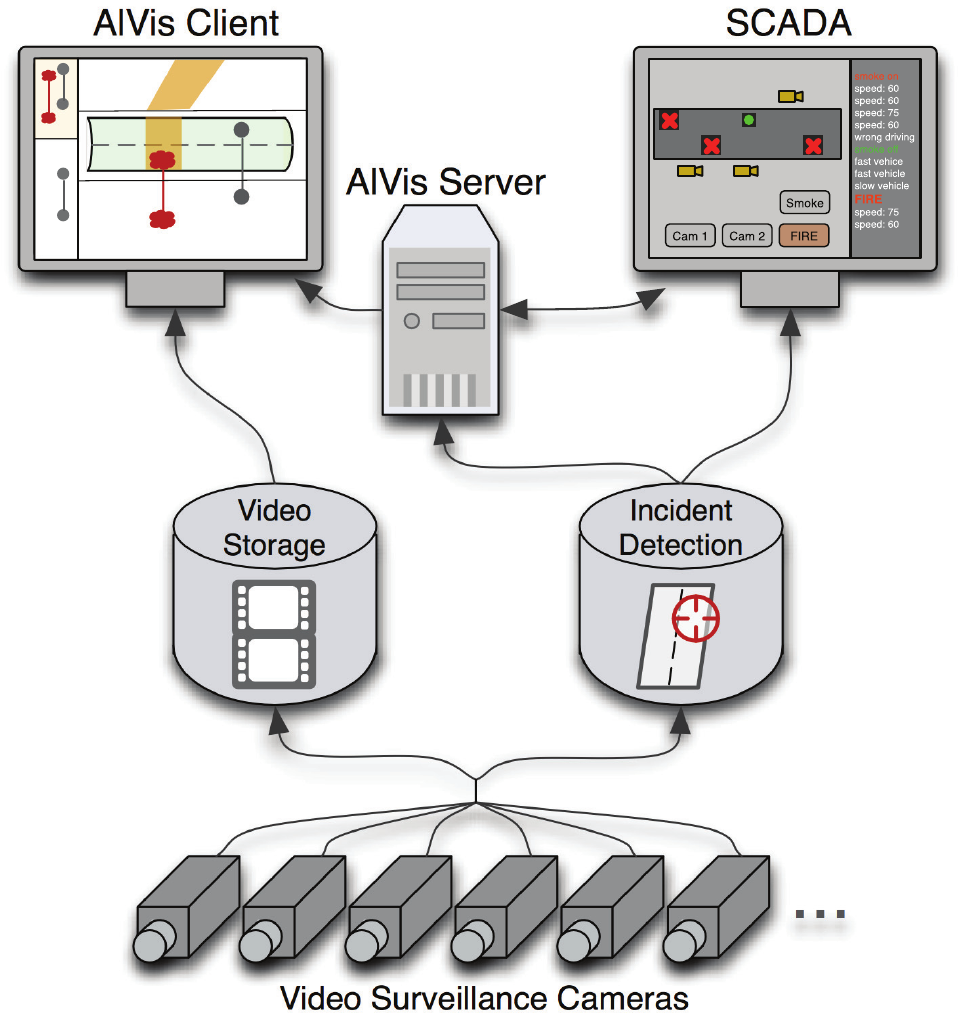 AIVis Client
SCADA
AIVis Server
smoke on
speed: 60
speed: 60
speed: 75
speed: 60
wrong driving
smoke off
fast vehice
fast vehicle
slow vehicle
FIRE
speed: 75
speed: 60
Smoke
Cam 1
Cam 2
FIRE
Video
Storage
Incident
Detection
...
Video Surveillance Cameras